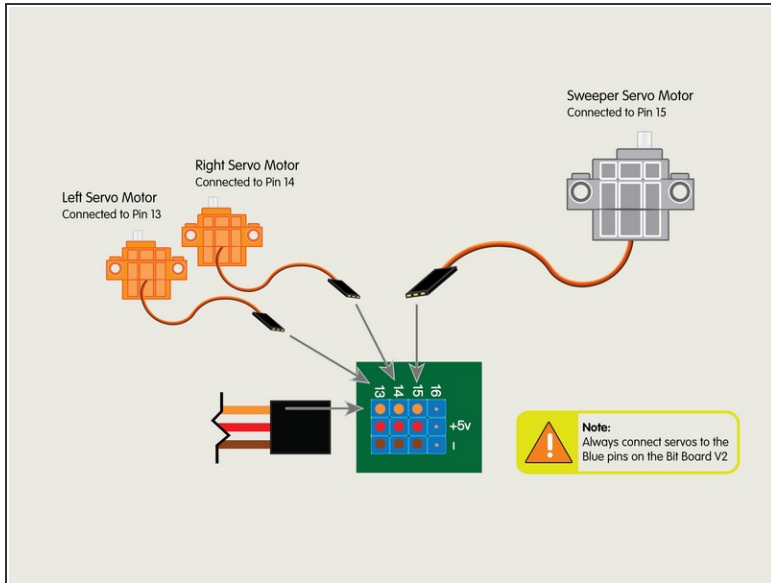 Sweeper Servo Motor
Connected to Pin 15
Right Servo Motor
Connected to Pin 14
Left Servo Motor
Connected to Pin 13
13 14 15 16
+5v
-
Note:
Always connect servos to the
Blue pins on the Bit Board V2